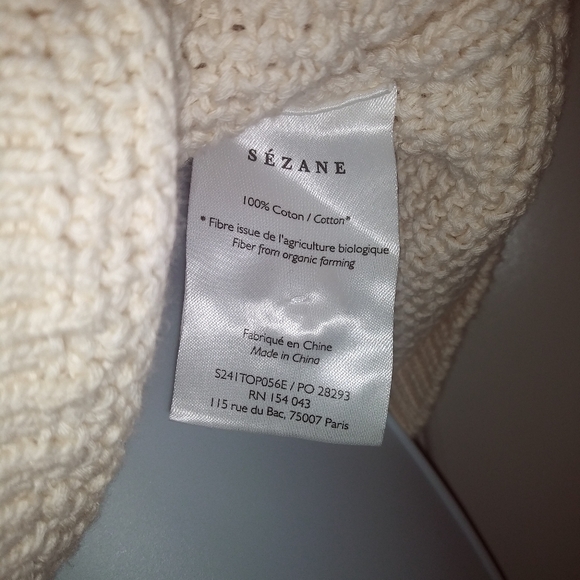 SÉZANE
100% Coton / Cotton*
* Fibre issue de l'agriculture biologique
Fiber from organic farming
Fabriqué en Chine
Made in China
S241TOP056E / PO 28293
RN 154 043
115 rue du Bac, 75007 Paris